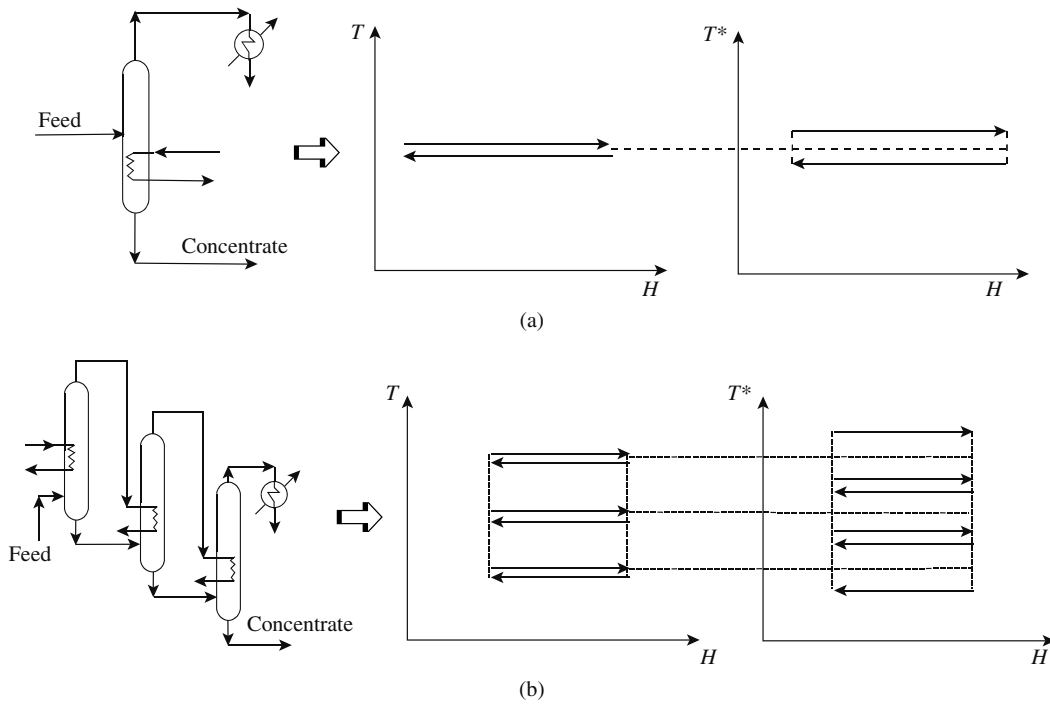 T
T*
Feed
Concentrate
H
H
(a)
T
T*
Feed
Concentrate
H
H
(b)